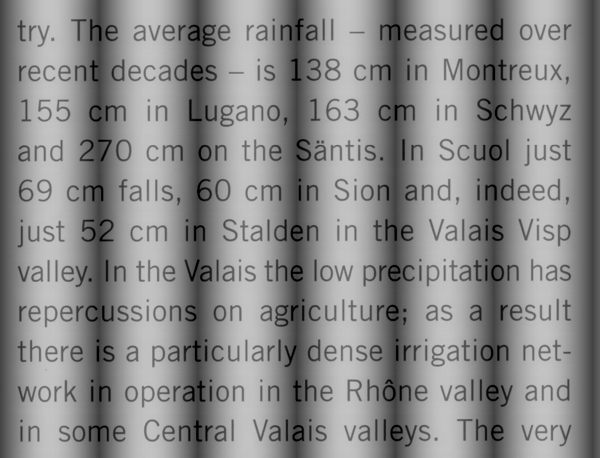 try. The average rainfall – measured over
recent decades – is 138 cm in Montreux,
155 cm in Lugano, 163 cm in Schwyz
and 270 cm on the Säntis. In Scuol just
69 cm falls, 60 cm in Sion and, indeed,
just 52 cm in Stalden in the Valais Visp
valley. In the Valais the low precipitation has
repercussions on agriculture; as a result
there is a particularly dense irrigation net-
work in operation in the Rhône valley and
in some Central Valais valleys. The very